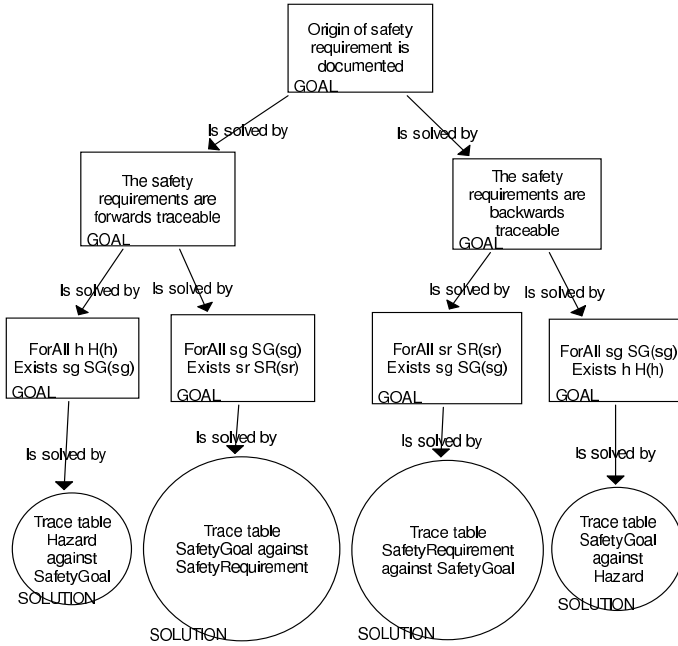 Origin of safety
requirement is
documented
GOAL
Is solved by
Is solved by
The safety
requirements are
forwards traceable
GOAL
The safety
requirements are
backwards
traceable
GOAL
Is solved by
Is solved by
Is solved by
Is solved by
ForAll h H(h)
Exists sg SG(sg)
GOAL
ForAll sg SG(sg)
Exists sr SR(sr)
GOAL
ForAll sr SR(sr)
Exists sg SG(sg)
GOAL
ForAll sg SG(sg)
Exists h H(h)
GOAL
Is solved by
Is solved by
Is solved by
Is solved by
Trace table
Hazard
against
SafetyGoal
SOLUTION
Trace table
SafetyGoal against
SafetyRequirement
SOLUTION
Trace table
SafetyRequirement
against SafetyGoal
SOLUTION
Trace table
SafetyGoal
against
Hazard
SOLUTION